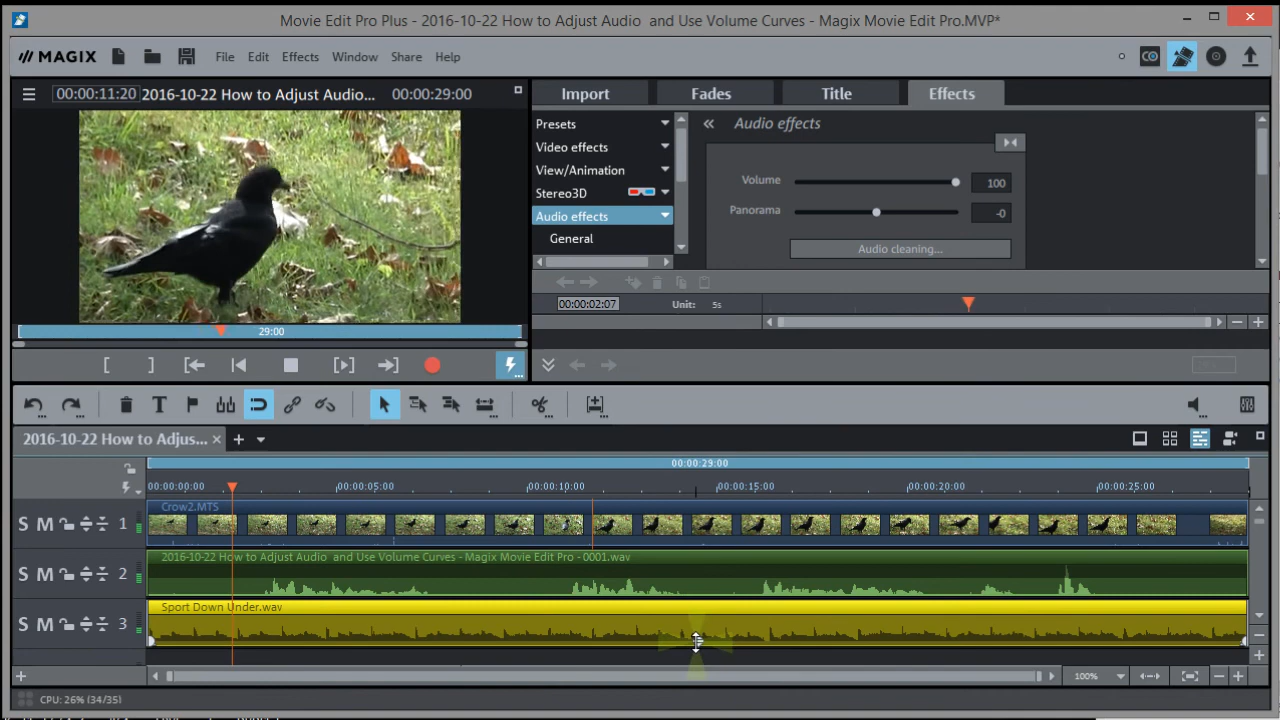 Movie Edit Pro Plus - 2016-10-22 How to Adjust Audio and Use Volume Curves - Magix Movie Edit Pro.MVP*
MAGIX File Edit Effects Window Share Help
00:00:11:20 2016-10-22 How to Adjust Audio... 00:00:29:00
Import Fades Title Effects
Presets
Video effects
View/Animation
Stereo3D
Audio effects
General
Audio effects
Volume 100
Panorama -0
Audio cleaning...
00:00:02:07 Unit: 5s
29:00
2016-10-22 How to Adjus...
00:00:29:00
00:00:00:00 00:00:05:00 00:00:10:00 00:00:15:00 00:00:20:00 00:00:25:00
Crow2.MTS
S M 1
2016-10-22 How to Adjust Audio and Use Volume Curves - Magix Movie Edit Pro - 0001.wav
S M 2
Sport Down Under.wav
S M 3
100%
CPU: 26% (34/35)